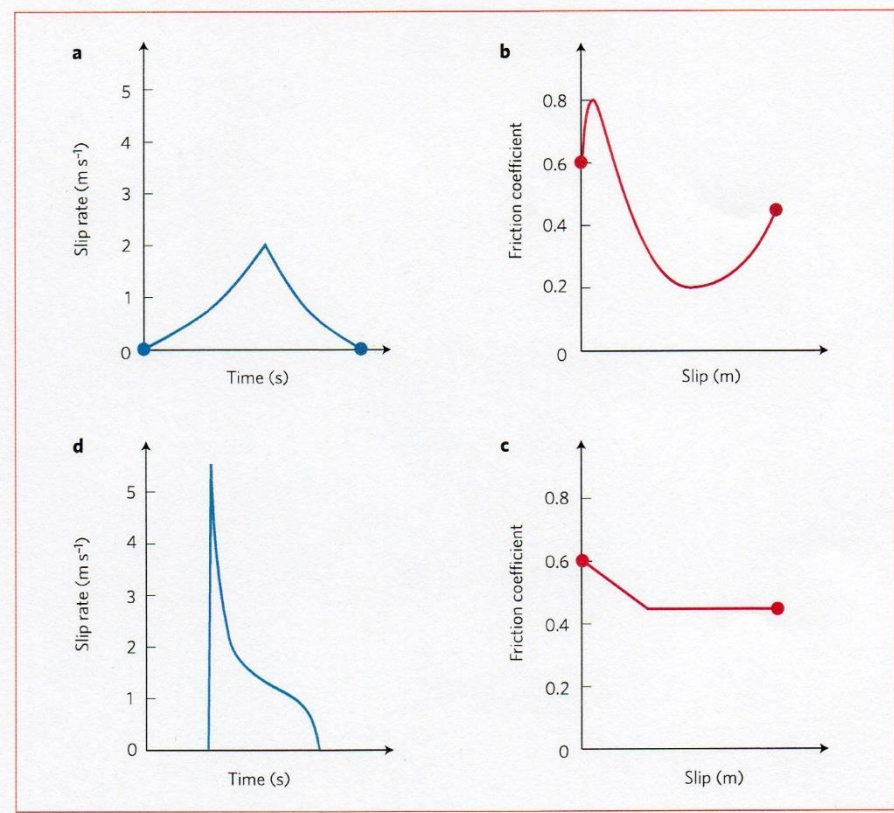 a
5
4
3
2
1
0
Slip rate (m s⁻¹)
Time (s)
b
0.8
0.6
0.4
0.2
0
Friction coefficient
Slip (m)
d
5
4
3
2
1
0
Slip rate (m s⁻¹)
Time (s)
c
0.8
0.6
0.4
0.2
0
Friction coefficient
Slip (m)